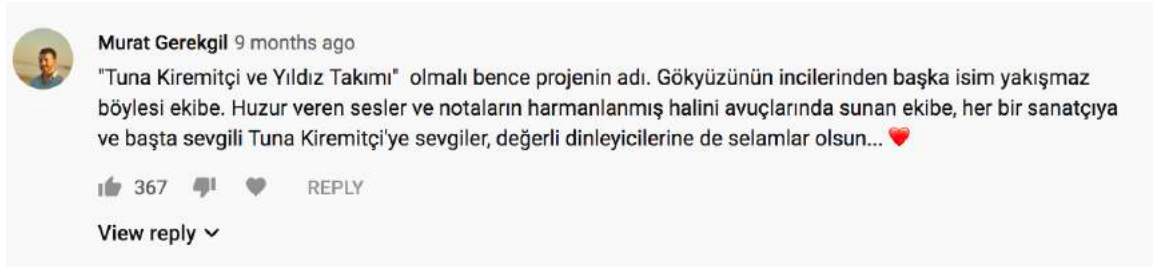 Murat Gerekgil 9 months ago
"Tuna Kiremitçi ve Yıldız Takımı" olmalı bence projenin adı. Gökyüzünün incilerinden başka isim yakışmaz
böylesi ekibe. Huzur veren sesler ve notaların harmanlanmış halini avuçlarında sunan ekibe, her bir sanatçıya
ve başta sevgili Tuna Kiremitçi'ye sevgiler, değerli dinleyicilerine de selamlar olsun... ❤️
367 REPLY
View reply